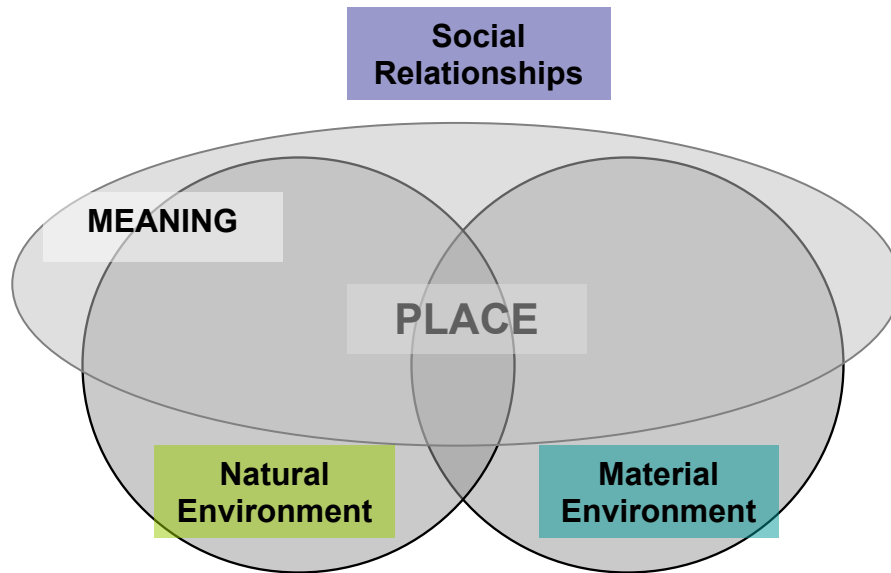 Social
Relationships
MEANING
PLACE
Natural
Environment
Material
Environment